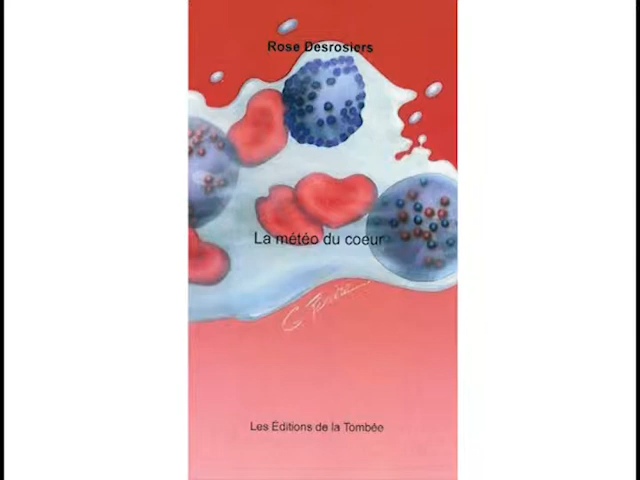 Rose Desrosiers
La météo du coeur
Les Éditions de la Tombée